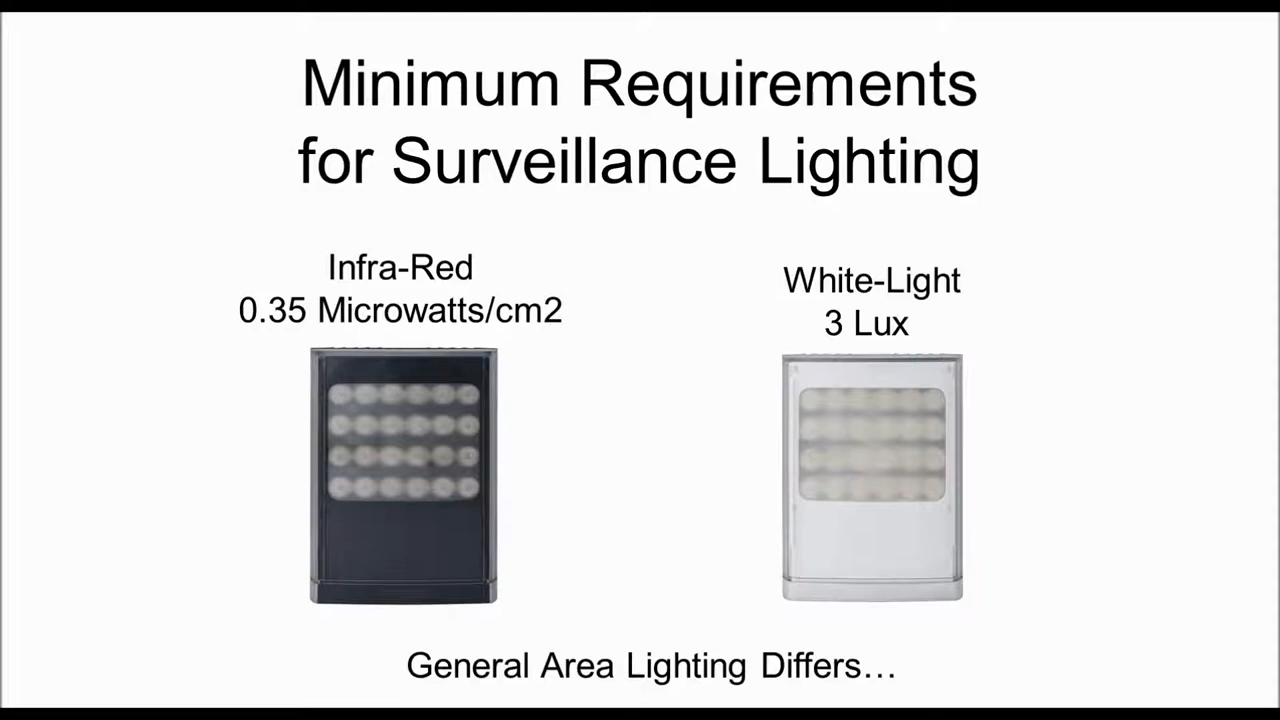 Minimum Requirements
for Surveillance Lighting
Infra-Red
0.35 Microwatts/cm2
White-Light
3 Lux
General Area Lighting Differs…